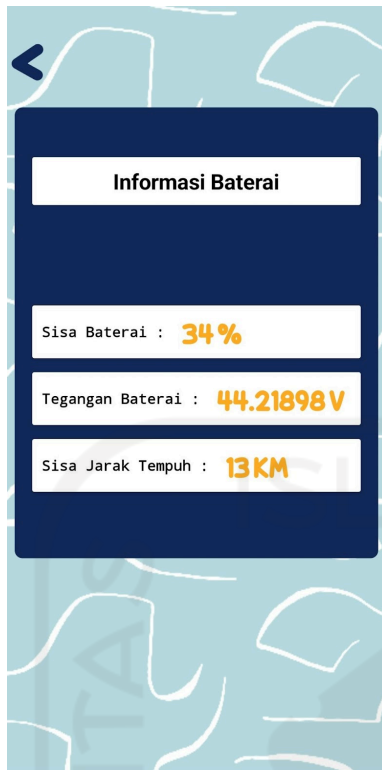 Informasi Baterai
Sisa Baterai : 34%
Tegangan Baterai : 44.21898 V
Sisa Jarak Tempuh : 13 KM